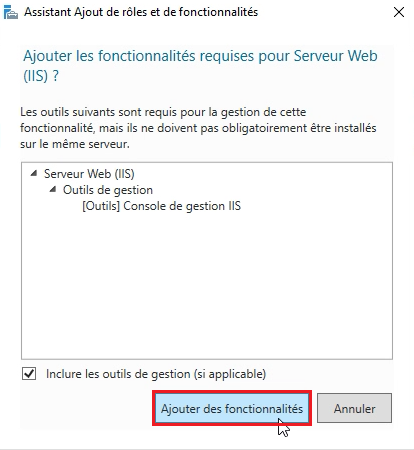 Assistant Ajout de rôles et de fonctionnalités
Ajouter les fonctionnalités requises pour Serveur Web
(IIS) ?
Les outils suivants sont requis pour la gestion de cette
fonctionnalité, mais ils ne doivent pas obligatoirement être installés
sur le même serveur.
Serveur Web (IIS)
Outils de gestion
[Outils] Console de gestion IIS
Inclure les outils de gestion (si applicable)
Ajouter des fonctionnalités
Annuler